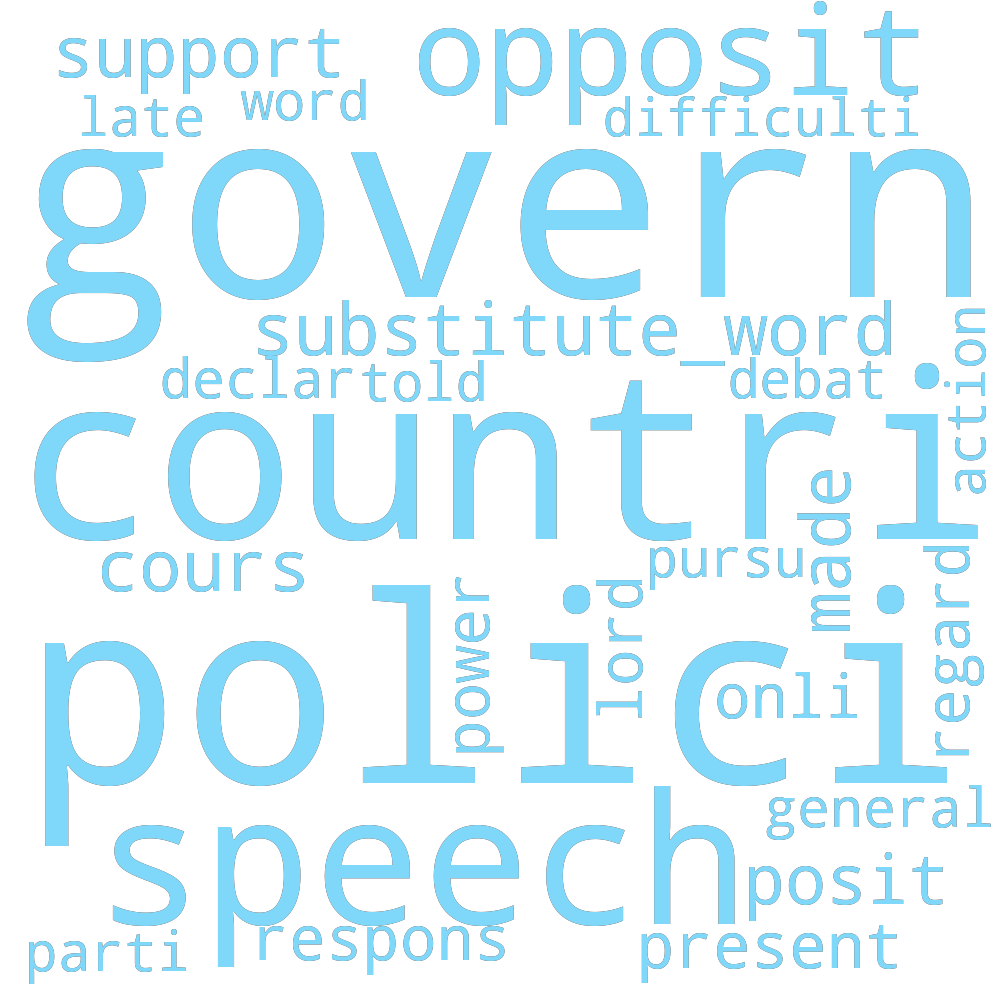 support opposit
late word difficulti
govern
substitute_word
declar told debat action
countri
cours pursu made
polici
power lord onli regard
general
speech posit
parti respons present